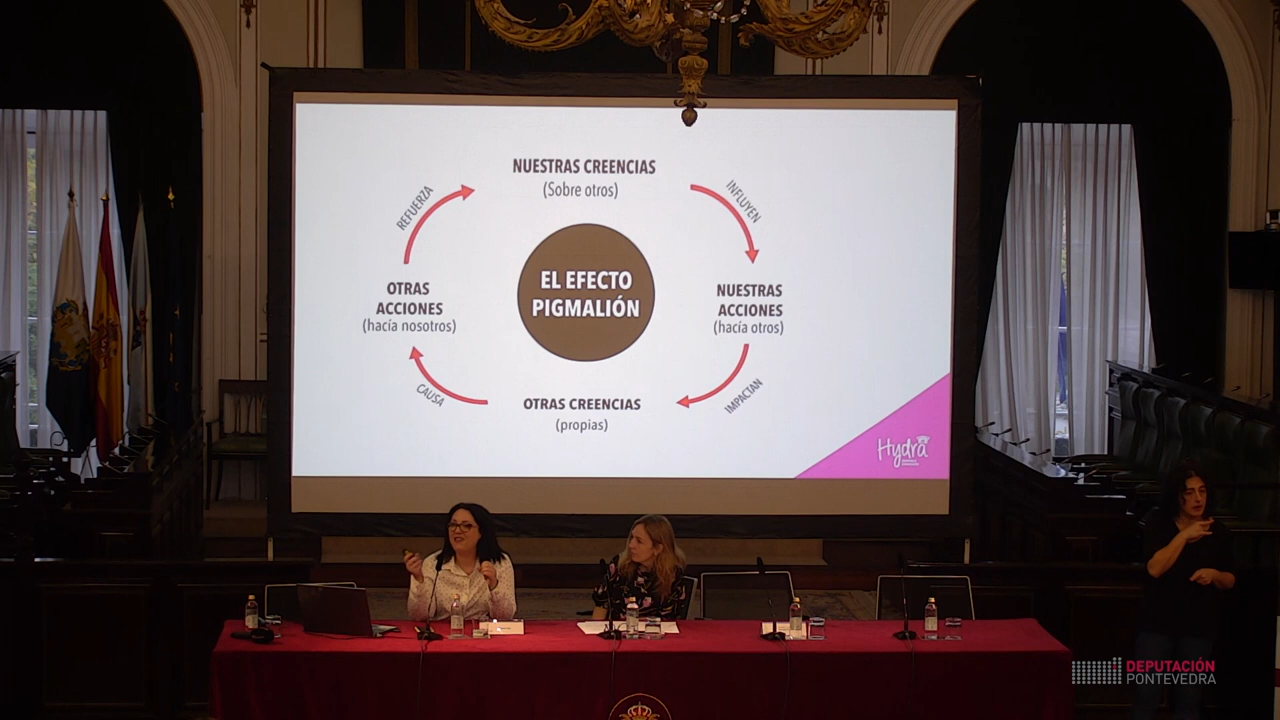 NUESTRAS CREENCIAS
(Sobre otros)
REFUERZA
INFLUYEN
EL EFECTO
PIGMALIÓN
OTRAS
ACCIONES
(hacía nosotros)
NUESTRAS
ACCIONES
(hacía otros)
CAUSA
IMPACTAN
OTRAS CREENCIAS
(propias)
Hydra
DEPUTACIÓN
PONTEVEDRA